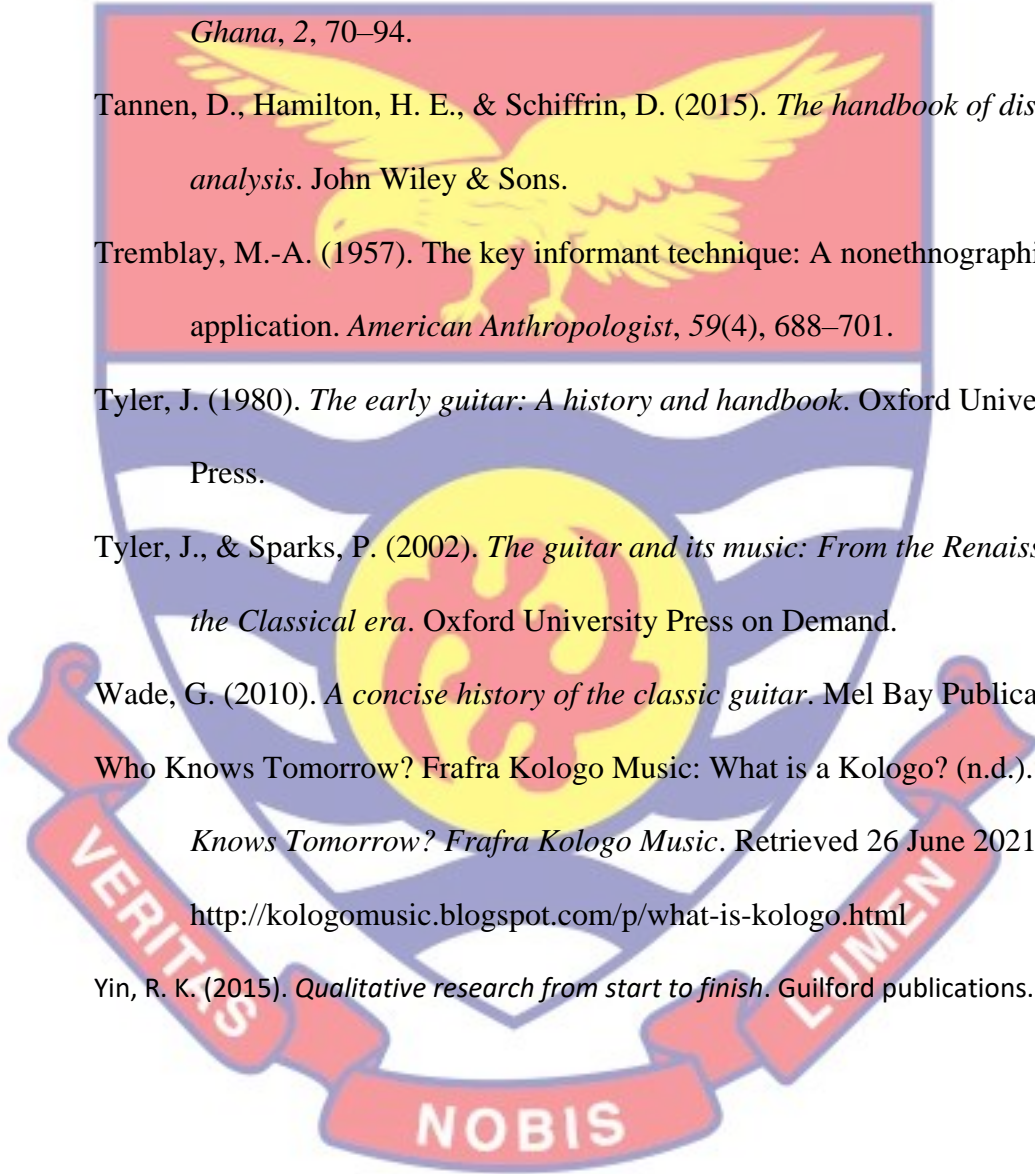 Ghana, 2, 70–94.
Tannen, D., Hamilton, H. E., & Schiffrin, D. (2015). The handbook of dis
analysis. John Wiley & Sons.
Tremblay, M.-A. (1957). The key informant technique: A nonethnographi
application. American Anthropologist, 59(4), 688–701.
Tyler, J. (1980). The early guitar: A history and handbook. Oxford Unive
Press.
Tyler, J., & Sparks, P. (2002). The guitar and its music: From the Renaiss
the Classical era. Oxford University Press on Demand.
Wade, G. (2010). A concise history of the classic guitar. Mel Bay Publica
Who Knows Tomorrow? Frafra Kologo Music: What is a Kologo? (n.d.).
Knows Tomorrow? Frafra Kologo Music. Retrieved 26 June 2021
http://kologomusic.blogspot.com/p/what-is-kologo.html
Yin, R. K. (2015). Qualitative research from start to finish. Guilford publications.
VERITAS
NOBIS
LUMEN